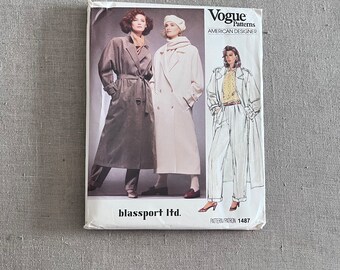 Vogue
Patterns
AMERICAN DESIGNER
blassport ltd.
PATTERN/PATRON 1487